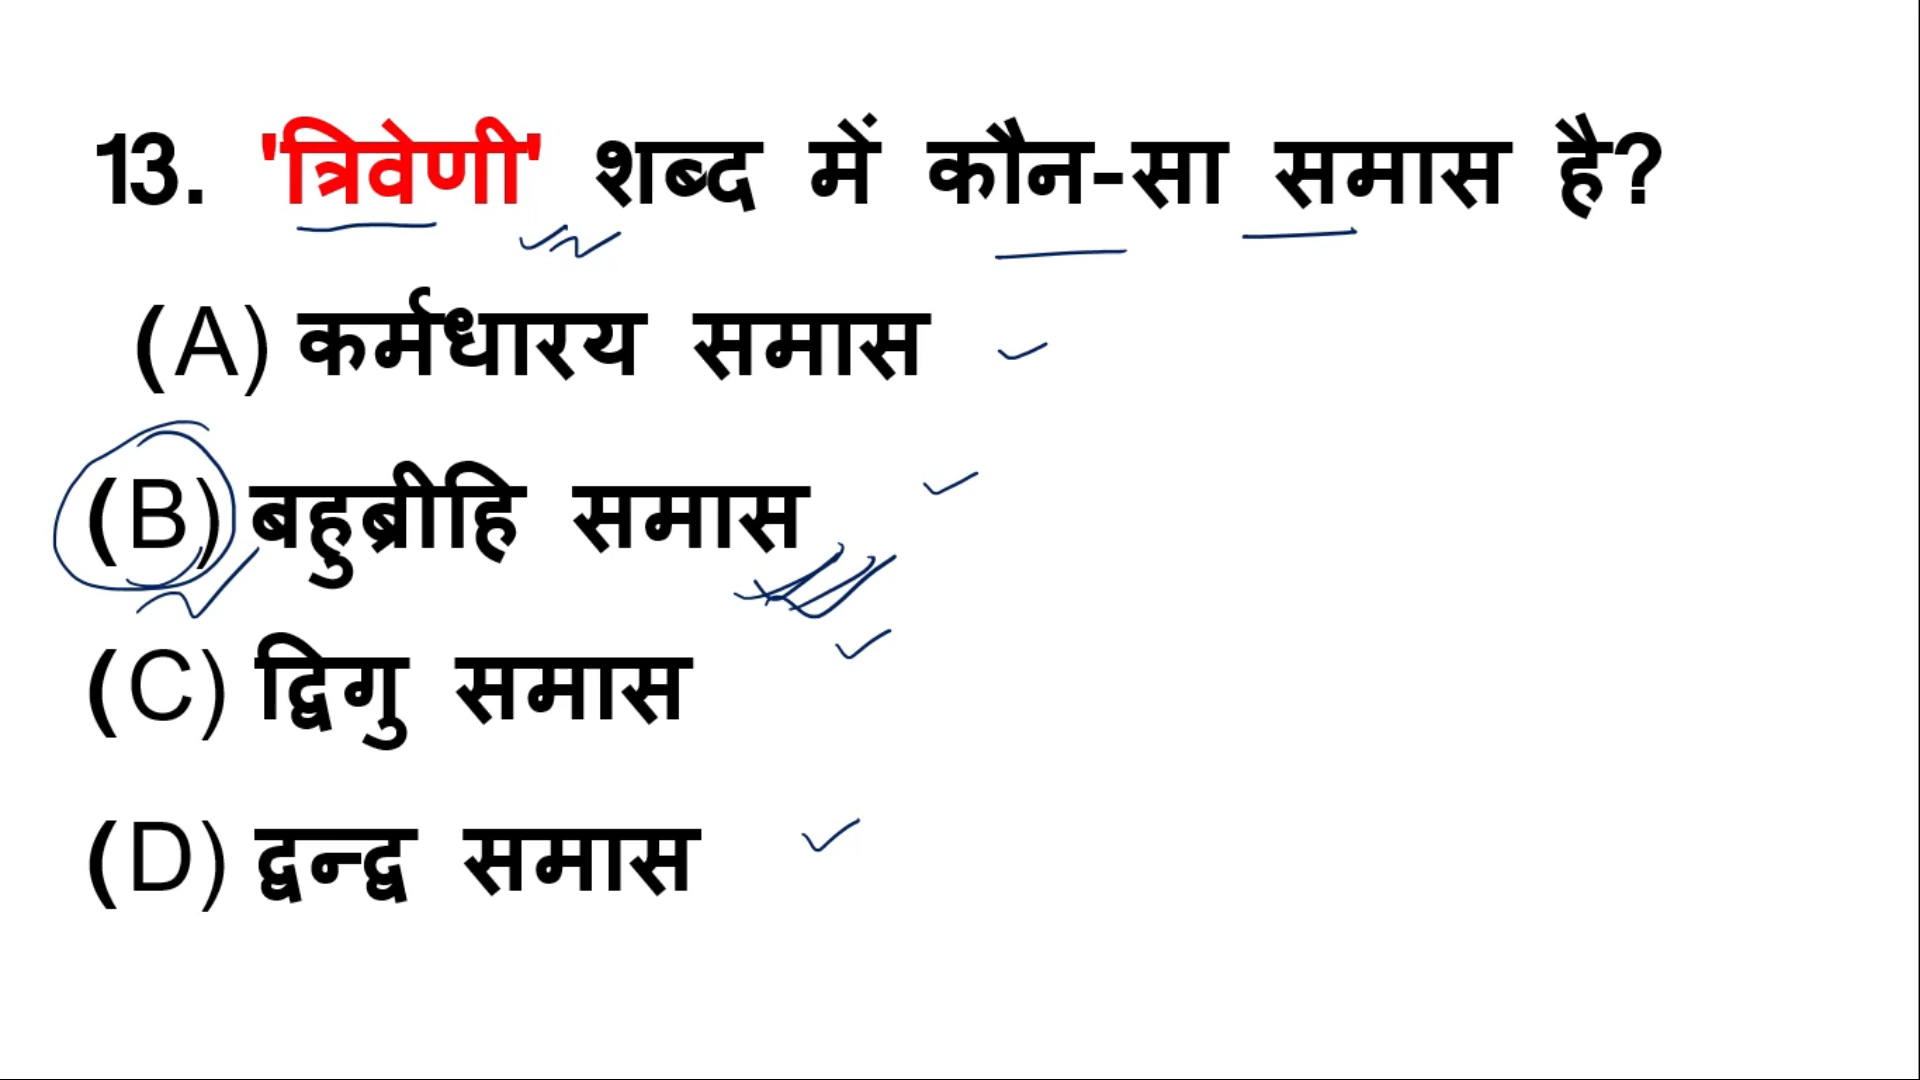 13. 'त्रिवेणी' शब्द में कौन-सा समास है?
(A) कर्मधारय समास
(B) बहुब्रीहि समास
(C) द्विगु समास
(D) द्वन्द्व समास